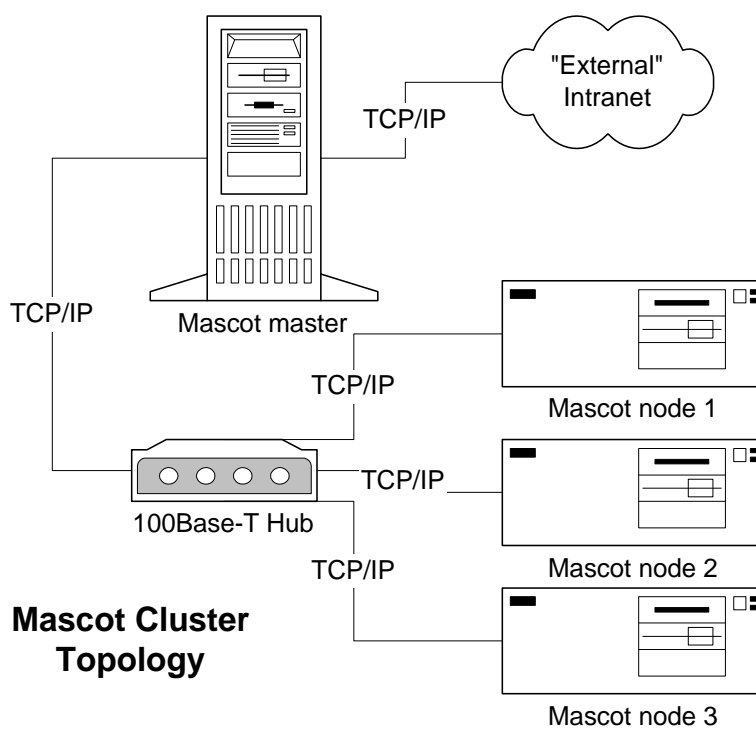 "External"
Intranet
TCP/IP
TCP/IP
Mascot master
TCP/IP
Mascot node 1
TCP/IP
100Base-T Hub
TCP/IP
Mascot node 2
Mascot Cluster
Topology
Mascot node 3